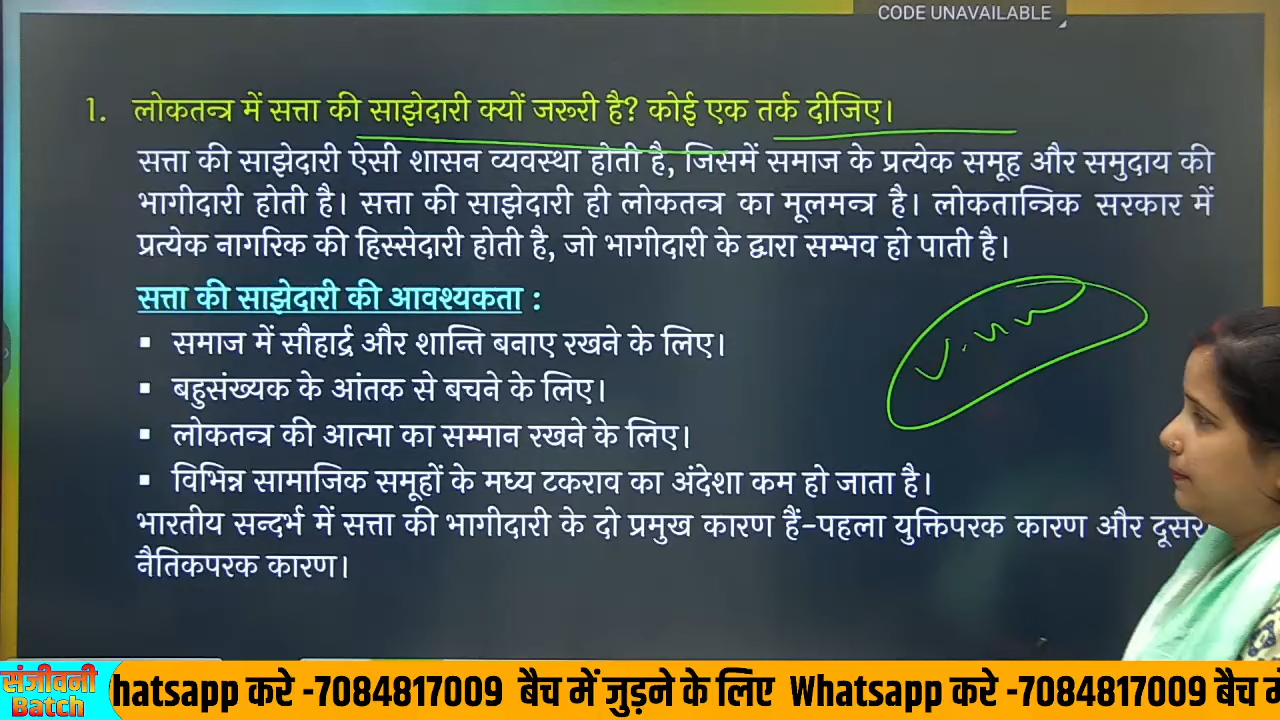 CODE UNAVAILABLE
1. लोकतन्त्र में सत्ता की साझेदारी क्यों जरूरी है? कोई एक तर्क दीजिए।
सत्ता की साझेदारी ऐसी शासन व्यवस्था होती है, जिसमें समाज के प्रत्येक समूह और समुदाय की
भागीदारी होती है। सत्ता की साझेदारी ही लोकतन्त्र का मूलमन्त्र है। लोकतान्त्रिक सरकार में
प्रत्येक नागरिक की हिस्सेदारी होती है, जो भागीदारी के द्वारा सम्भव हो पाती है।
सत्ता की साझेदारी की आवश्यकता :
▪ समाज में सौहार्द्र और शान्ति बनाए रखने के लिए।
▪ बहुसंख्यक के आंतक से बचने के लिए।
▪ लोकतन्त्र की आत्मा का सम्मान रखने के लिए।
▪ विभिन्न सामाजिक समूहों के मध्य टकराव का अंदेशा कम हो जाता है।
भारतीय सन्दर्भ में सत्ता की भागीदारी के दो प्रमुख कारण हैं-पहला युक्तिपरक कारण और दूसर
नैतिकपरक कारण।
संजीवनी
Batch
hatsapp करे -7084817009 बैच में जुड़ने के लिए Whatsapp करे -7084817009 बैच में